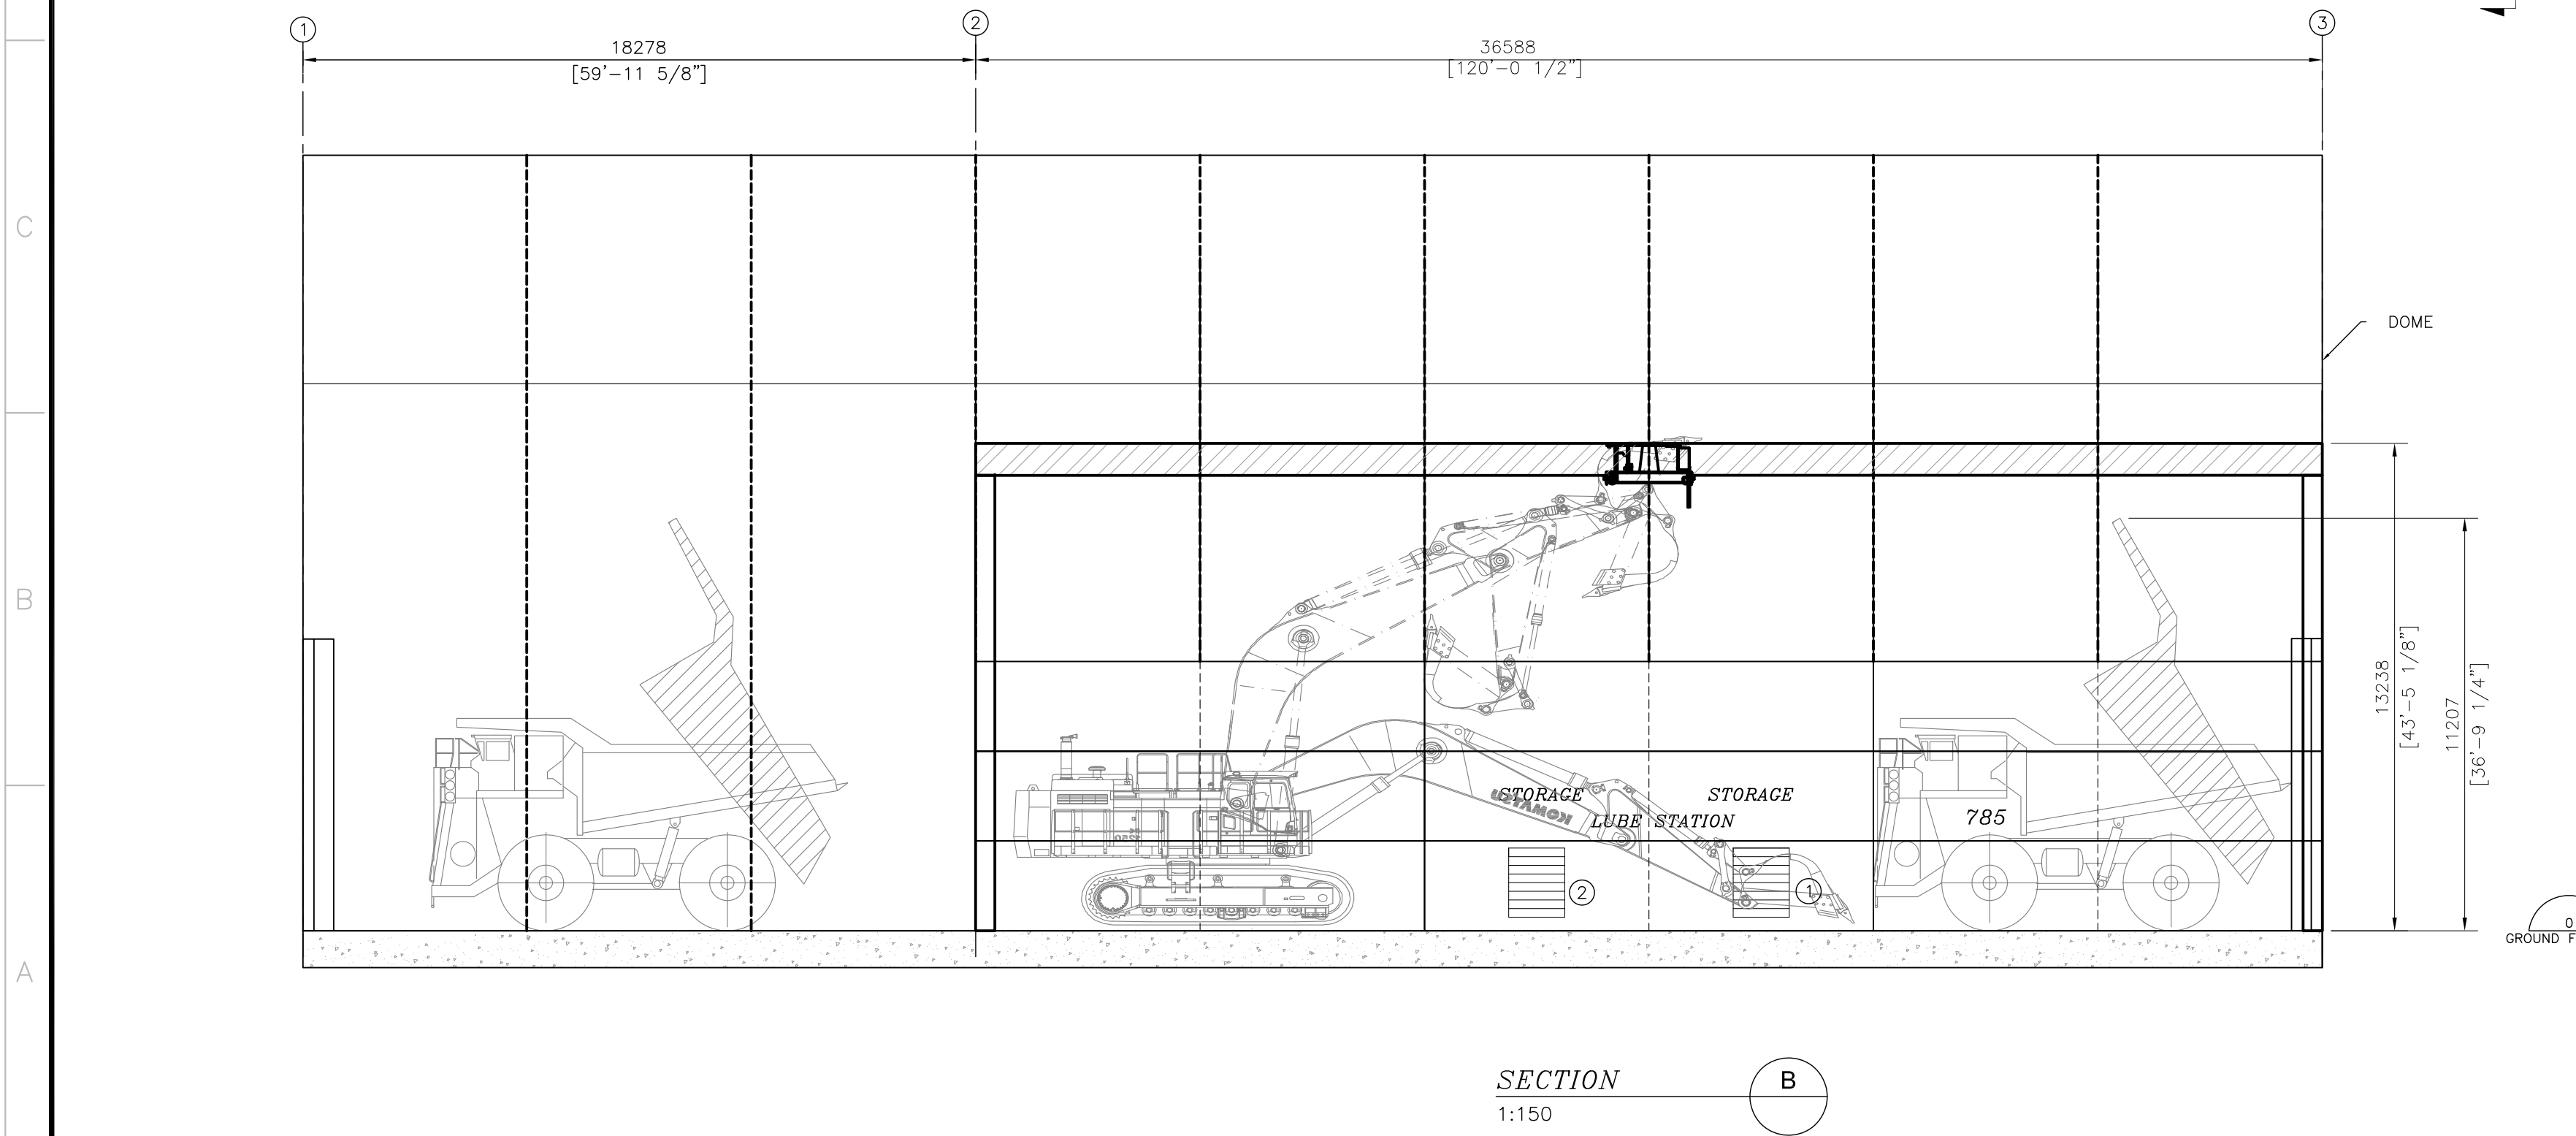 1
2
3
18278
[59'-11 5/8"]
36588
[120'-0 1/2"]
C
DOME
B
13238
[43'-5 1/8"]
11207
[36'-9 1/4"]
STORAGE
STORAGE
KOMATSU
785
LUBE STATION
2
1
0
GROUND F
A
SECTION
B
1:150